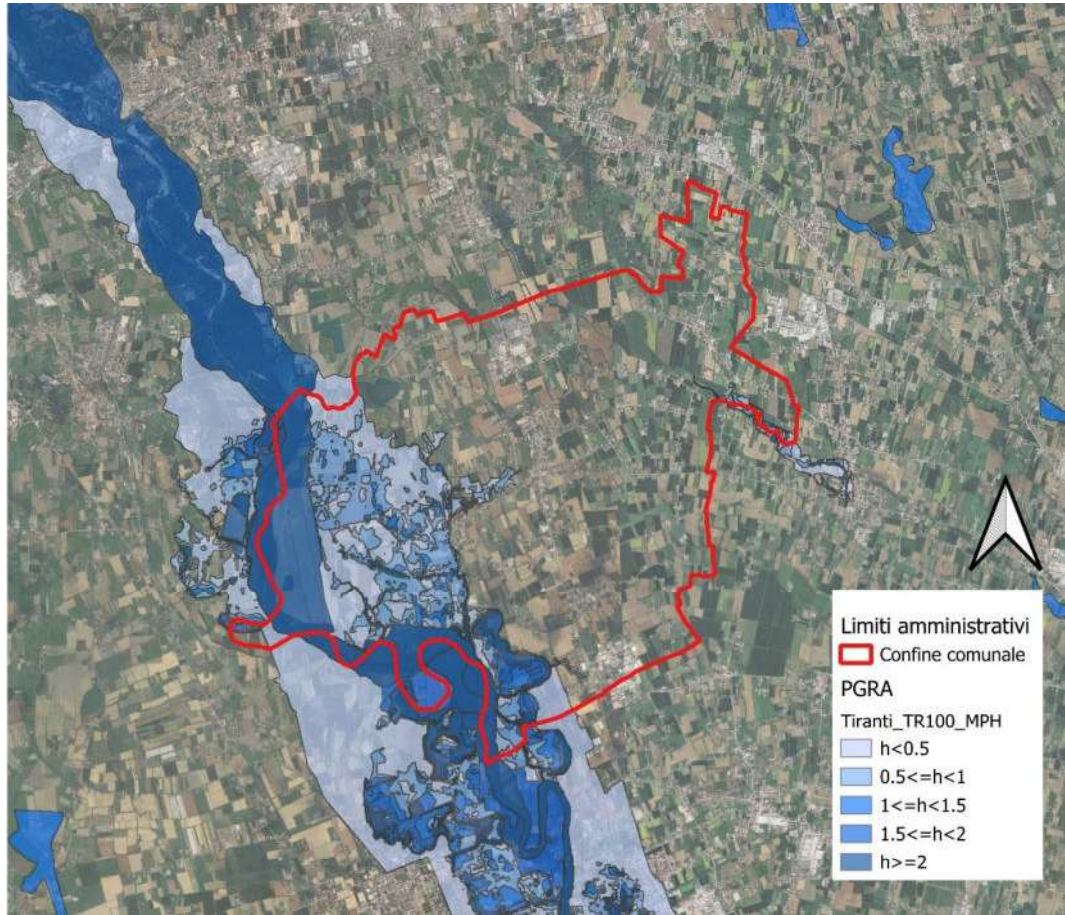 Limiti amministrativi
Confine comunale
PGRA
Tiranti_TR100_MPH
h<0.5
0.5<=h<1
1<=h<1.5
1.5<=h<2
h>=2